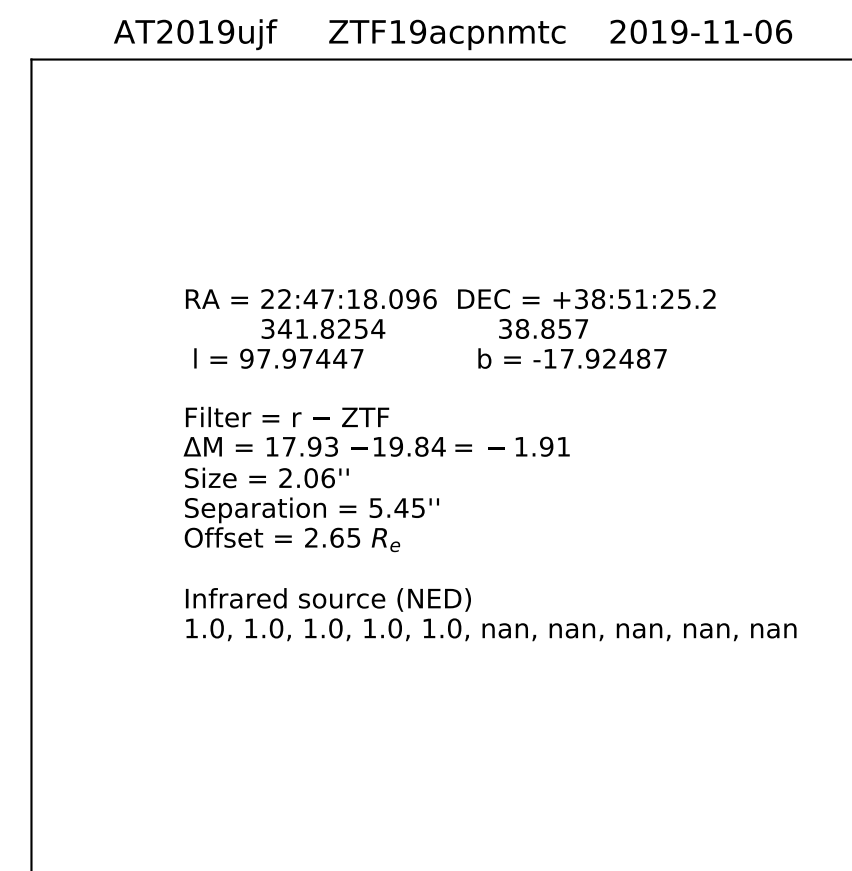 AT2019ujf ZTF19acpnmtc 2019-11-06
RA = 22:47:18.096 DEC = +38:51:25.2
341.8254 38.857
l = 97.97447 b = -17.92487
Filter = r − ZTF
ΔM = 17.93 −19.84 = − 1.91
Size = 2.06''
Separation = 5.45''
Offset = 2.65 Re
Infrared source (NED)
1.0, 1.0, 1.0, 1.0, 1.0, nan, nan, nan, nan, nan